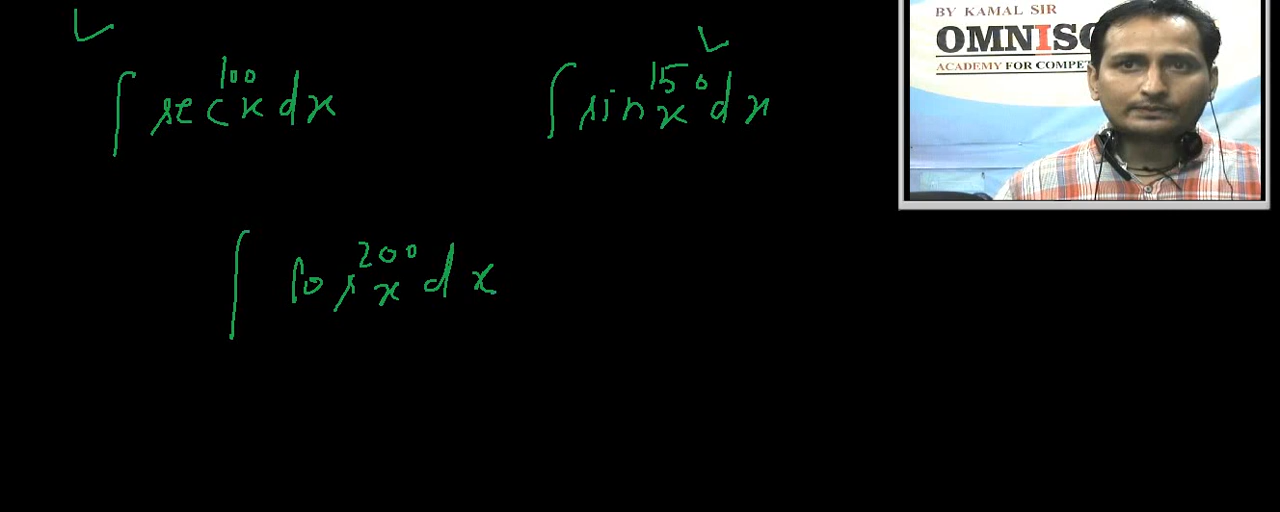 ∫ sec¹⁰⁰x dx
∫ sin¹⁵⁰x dx
∫ cos²⁰⁰x dx
BY KAMAL SIR
OMNISC
ACADEMY FOR COMPET